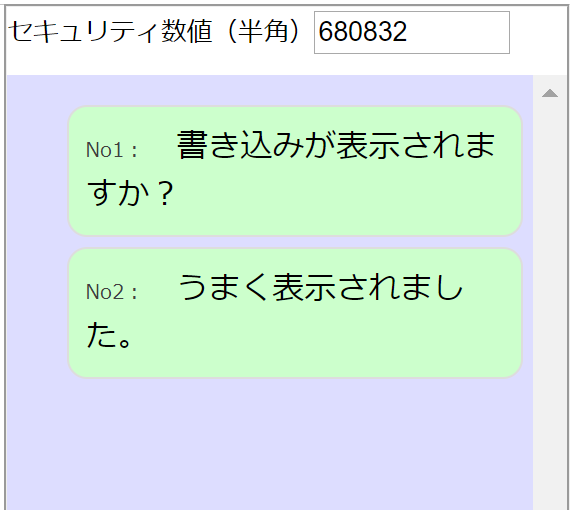 セキュリティ数値（半角） 680832
No1： 書き込みが表示されま
すか？
No2： うまく表示されまし
た。